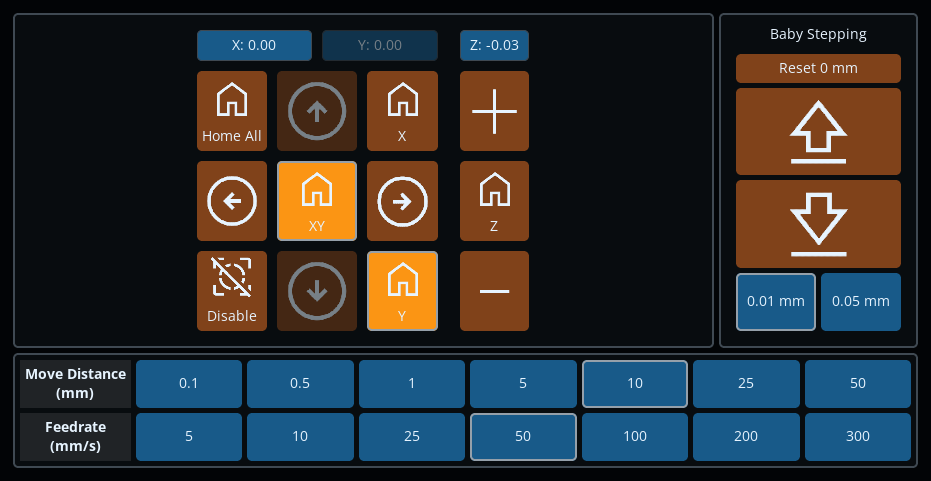 X: 0.00
Y: 0.00
Z: -0.03
Home All
X
XY
Z
Disable
Y
Baby Stepping
Reset 0 mm
0.01 mm
0.05 mm
Move Distance
(mm)
0.1
0.5
1
5
10
25
50
Feedrate
(mm/s)
5
10
25
50
100
200
300